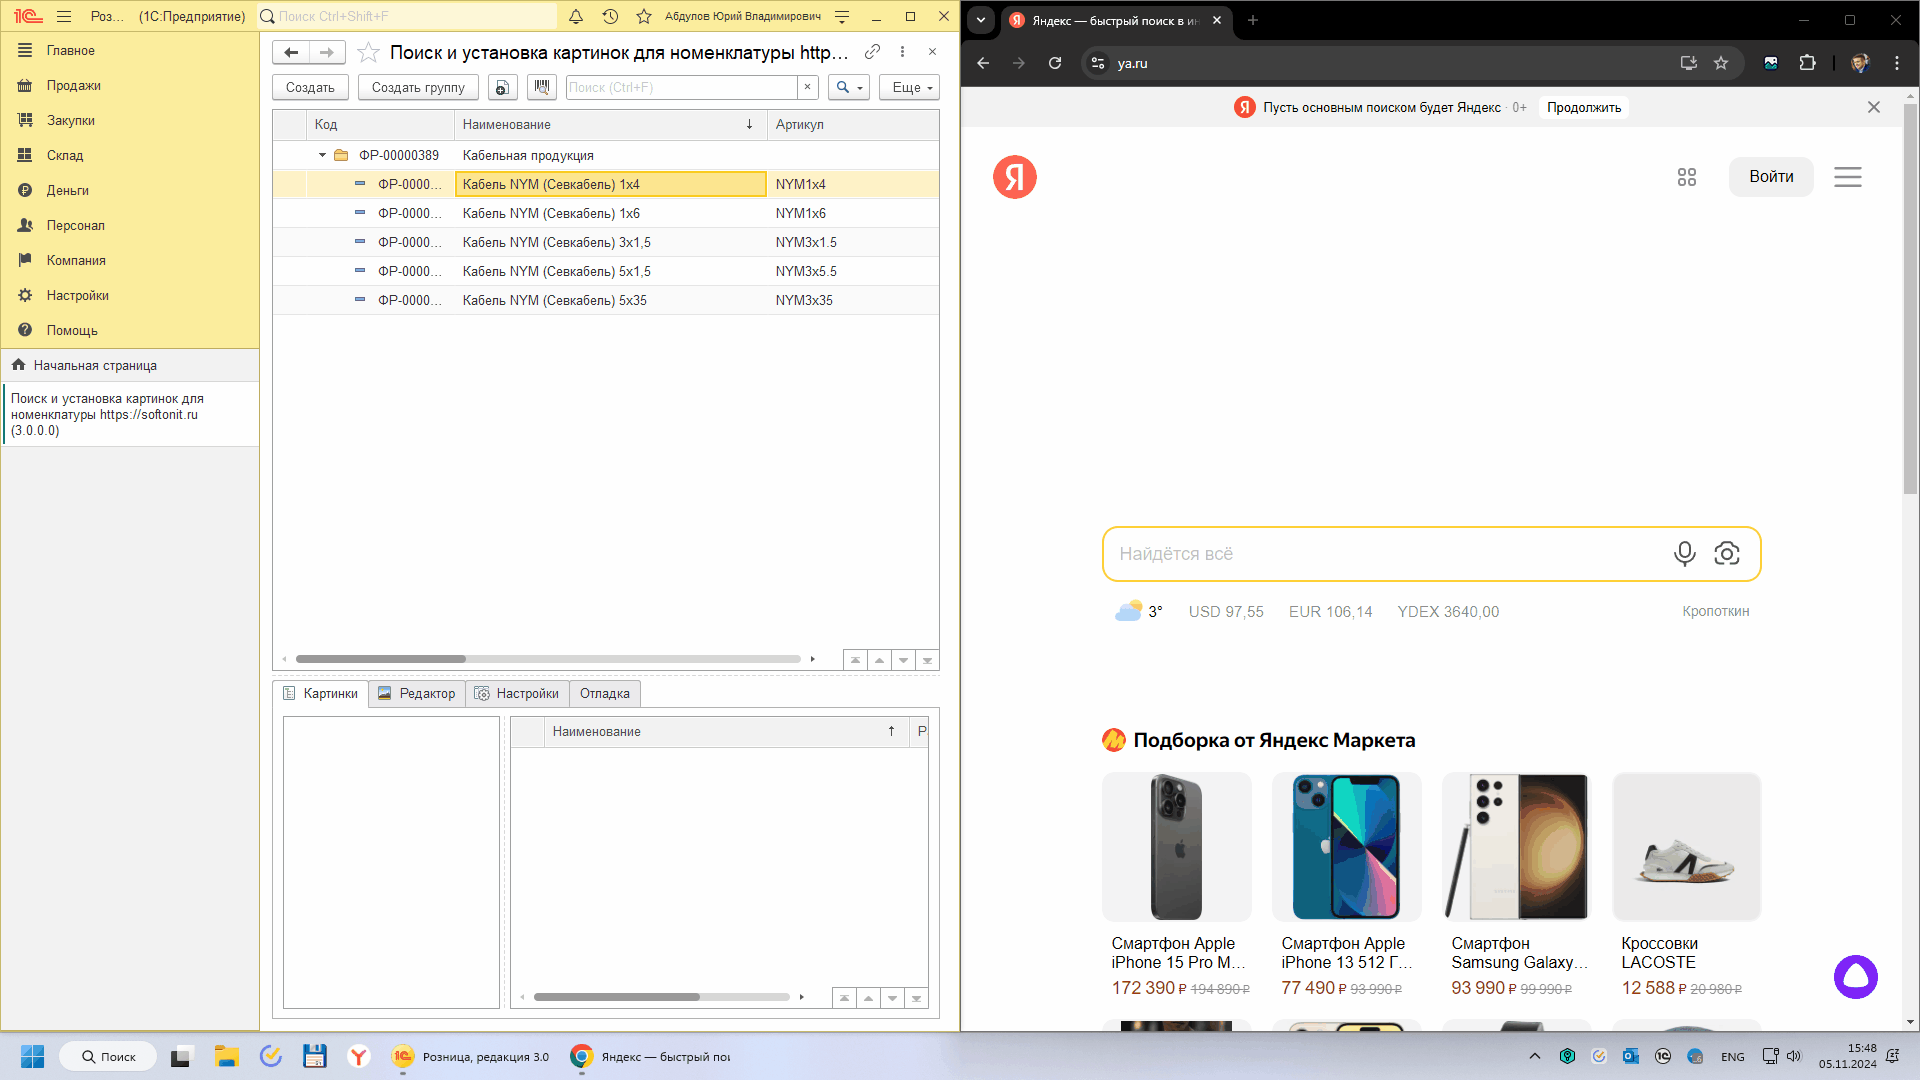 Роз... (1С:Предприятие)
Поиск Ctrl+Shift+F
Абдулов Юрий Владимирович
Главное
Продажи
Закупки
Склад
Деньги
Персонал
Компания
Настройки
Помощь
Начальная страница
Поиск и установка картинок для
номенклатуры https://softonit.ru
(3.0.0.0)
Поиск и установка картинок для номенклатуры http...
Создать
Создать группу
Поиск (Ctrl+F)
Еще
Код Наименование Артикул
ФР-00000389 Кабельная продукция
ФР-0000... Кабель NYM (Севкабель) 1х4 NYM1x4
ФР-0000... Кабель NYM (Севкабель) 1х6 NYM1x6
ФР-0000... Кабель NYM (Севкабель) 3х1,5 NYM3x1.5
ФР-0000... Кабель NYM (Севкабель) 5х1,5 NYM3x5.5
ФР-0000... Кабель NYM (Севкабель) 5х35 NYM3x35
Картинки Редактор Настройки Отладка
Наименование Р
Яндекс — быстрый поиск в ин
ya.ru
Пусть основным поиском будет Яндекс · 0+ Продолжить
Я
Войти
Найдётся всё
3° USD 97,55 EUR 106,14 YDEX 3640,00 Кропоткин
Подборка от Яндекс Маркета
Смартфон Apple
iPhone 15 Pro M...
172 390 ₽ 194 890 ₽
Смартфон Apple
iPhone 13 512 Г...
77 490 ₽ 93 990 ₽
Смартфон
Samsung Galaxy...
93 990 ₽ 99 990 ₽
Кроссовки
LACOSTE
12 588 ₽ 20 980 ₽
Поиск
Розница, редакция 3.0
Яндекс — быстрый пои
ENG
15:48
05.11.2024